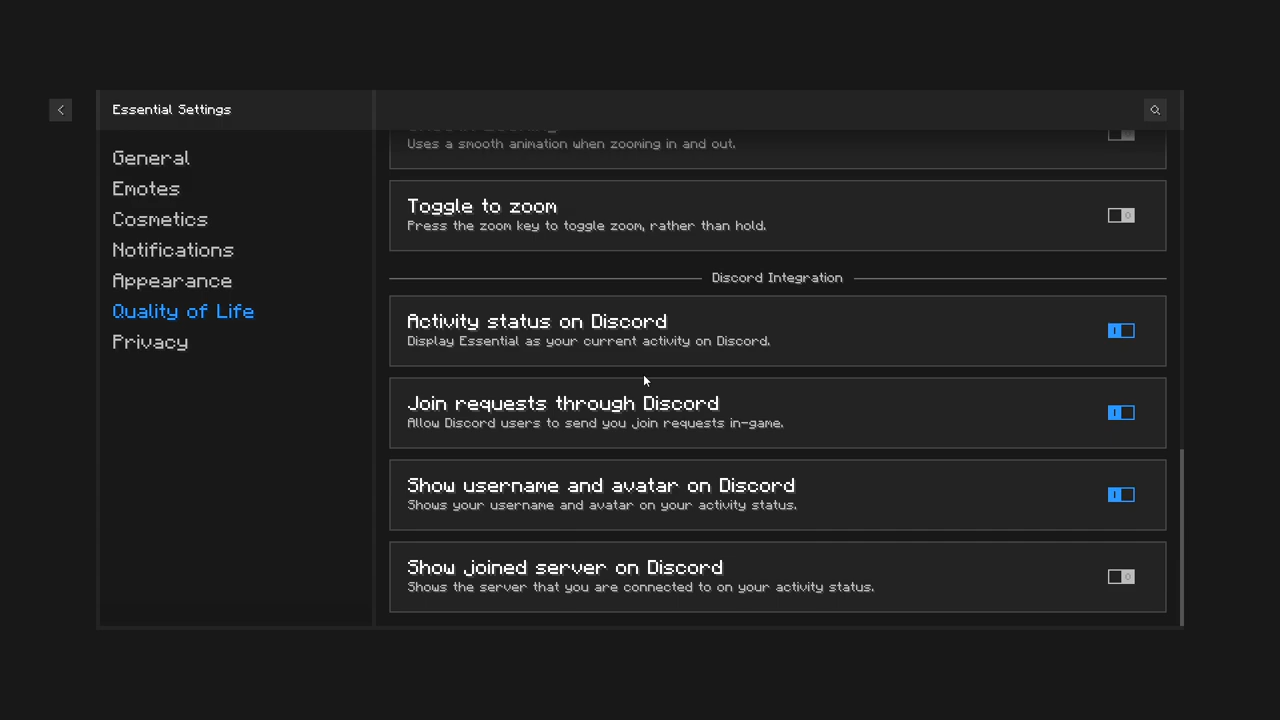 Essential Settings
General
Emotes
Cosmetics
Notifications
Appearance
Quality of Life
Privacy
Uses a smooth animation when zooming in and out.
Toggle to zoom
Press the zoom key to toggle zoom, rather than hold.
Discord Integration
Activity status on Discord
Display Essential as your current activity on Discord.
Join requests through Discord
Allow Discord users to send you join requests in-game.
Show username and avatar on Discord
Shows your username and avatar on your activity status.
Show joined server on Discord
Shows the server that you are connected to on your activity status.